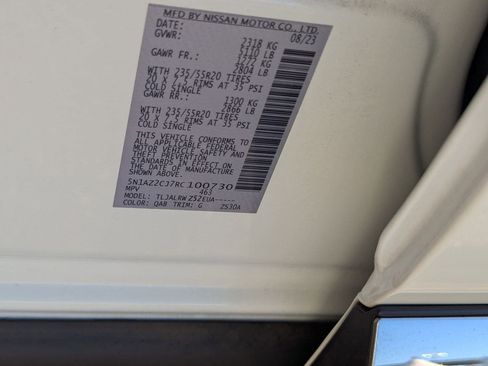 MFD BY NISSAN MOTOR CO., LTD.
DATE: 08/23
GVWR: 2318 KG
5110 LB
GAWR FR.: 1272 KG
2804 LB
WITH 235/55R20 TIRES
20 X 7.5 RIMS AT 35 PSI
COLD SINGLE
GAWR RR.: 1300 KG
2866 LB
WITH 235/55R20 TIRES
20 X 7.5 RIMS AT 35 PSI
COLD SINGLE
THIS VEHICLE CONFORMS TO
ALL APPLICABLE FEDERAL
MOTOR VEHICLE SAFETY
AND THEFT PREVENTION
STANDARDS IN EFFECT ON
THE DATE OF MANUFACTURE
SHOWN ABOVE.
5N1AZ2CJ7RC100730
MPV 463
MODEL: TLJALRWZ52EUA-----
COLOR: QAB TRIM: G Z530A